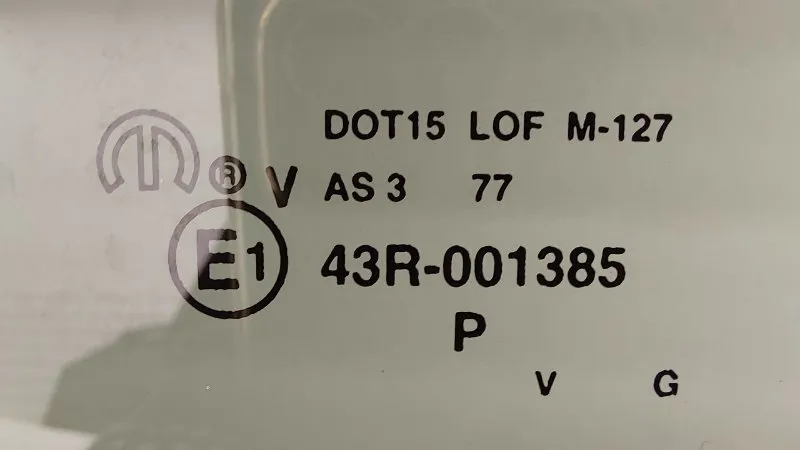 DOT15 LOF M-127
® V AS 3 77
E1 43R-001385
P
V G